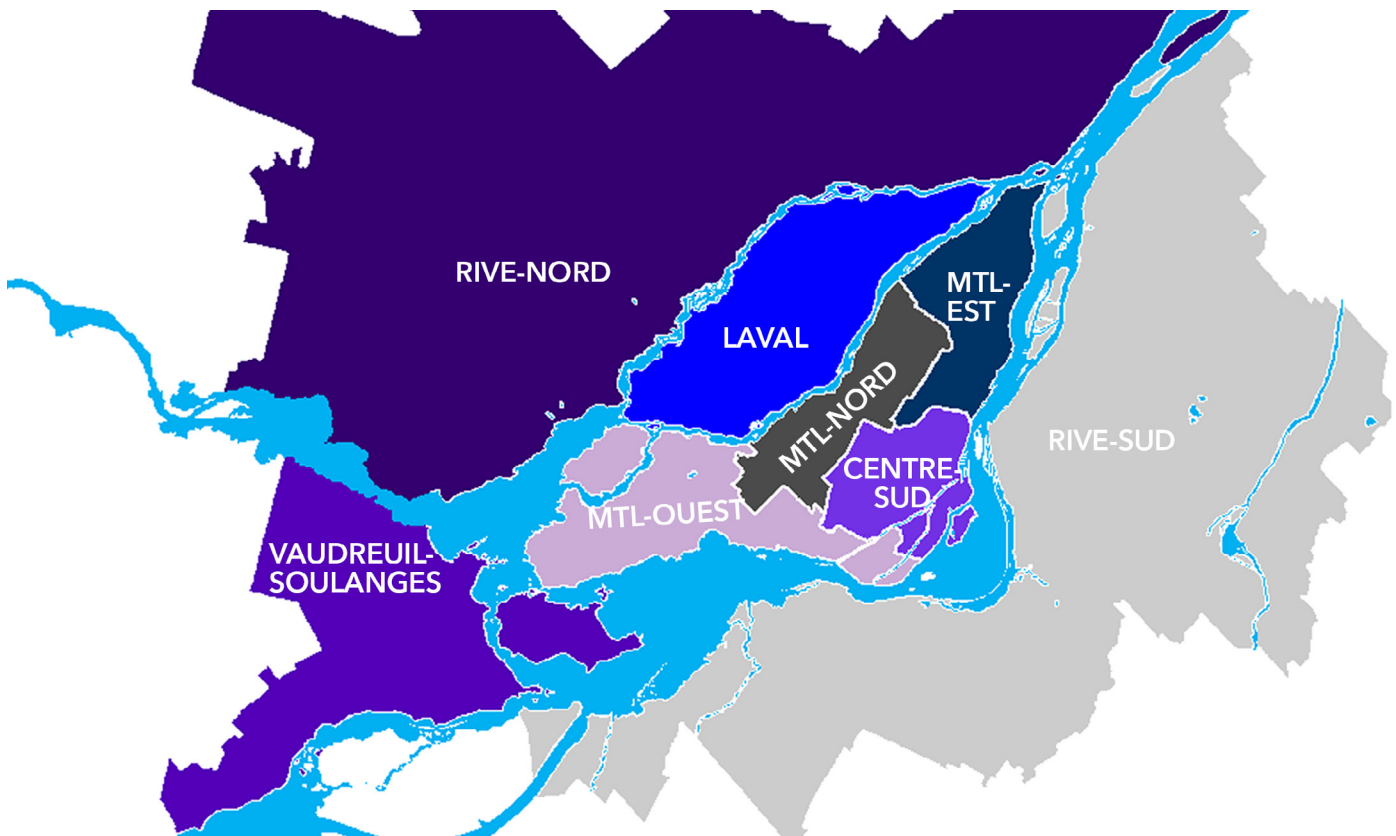 RIVE-NORD
MTL-
EST
LAVAL
MTL-NORD
RIVE-SUD
CENTRE-
SUD
MTL-OUEST
VAUDREUIL-
SOULANGES